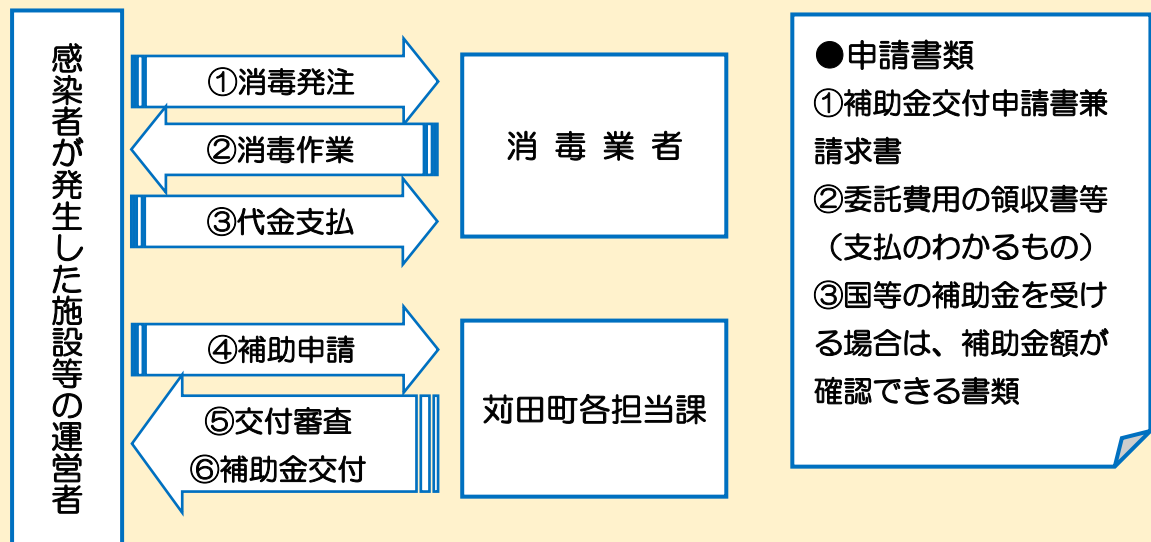 感染者が発生した施設等の運営者
①消毒発注
②消毒作業
③代金支払
消毒業者
④補助申請
⑤交付審査
⑥補助金交付
苅田町各担当課
●申請書類
①補助金交付申請書兼
請求書
②委託費用の領収書等
（支払のわかるもの）
③国等の補助金を受け
る場合は、補助金額が
確認できる書類